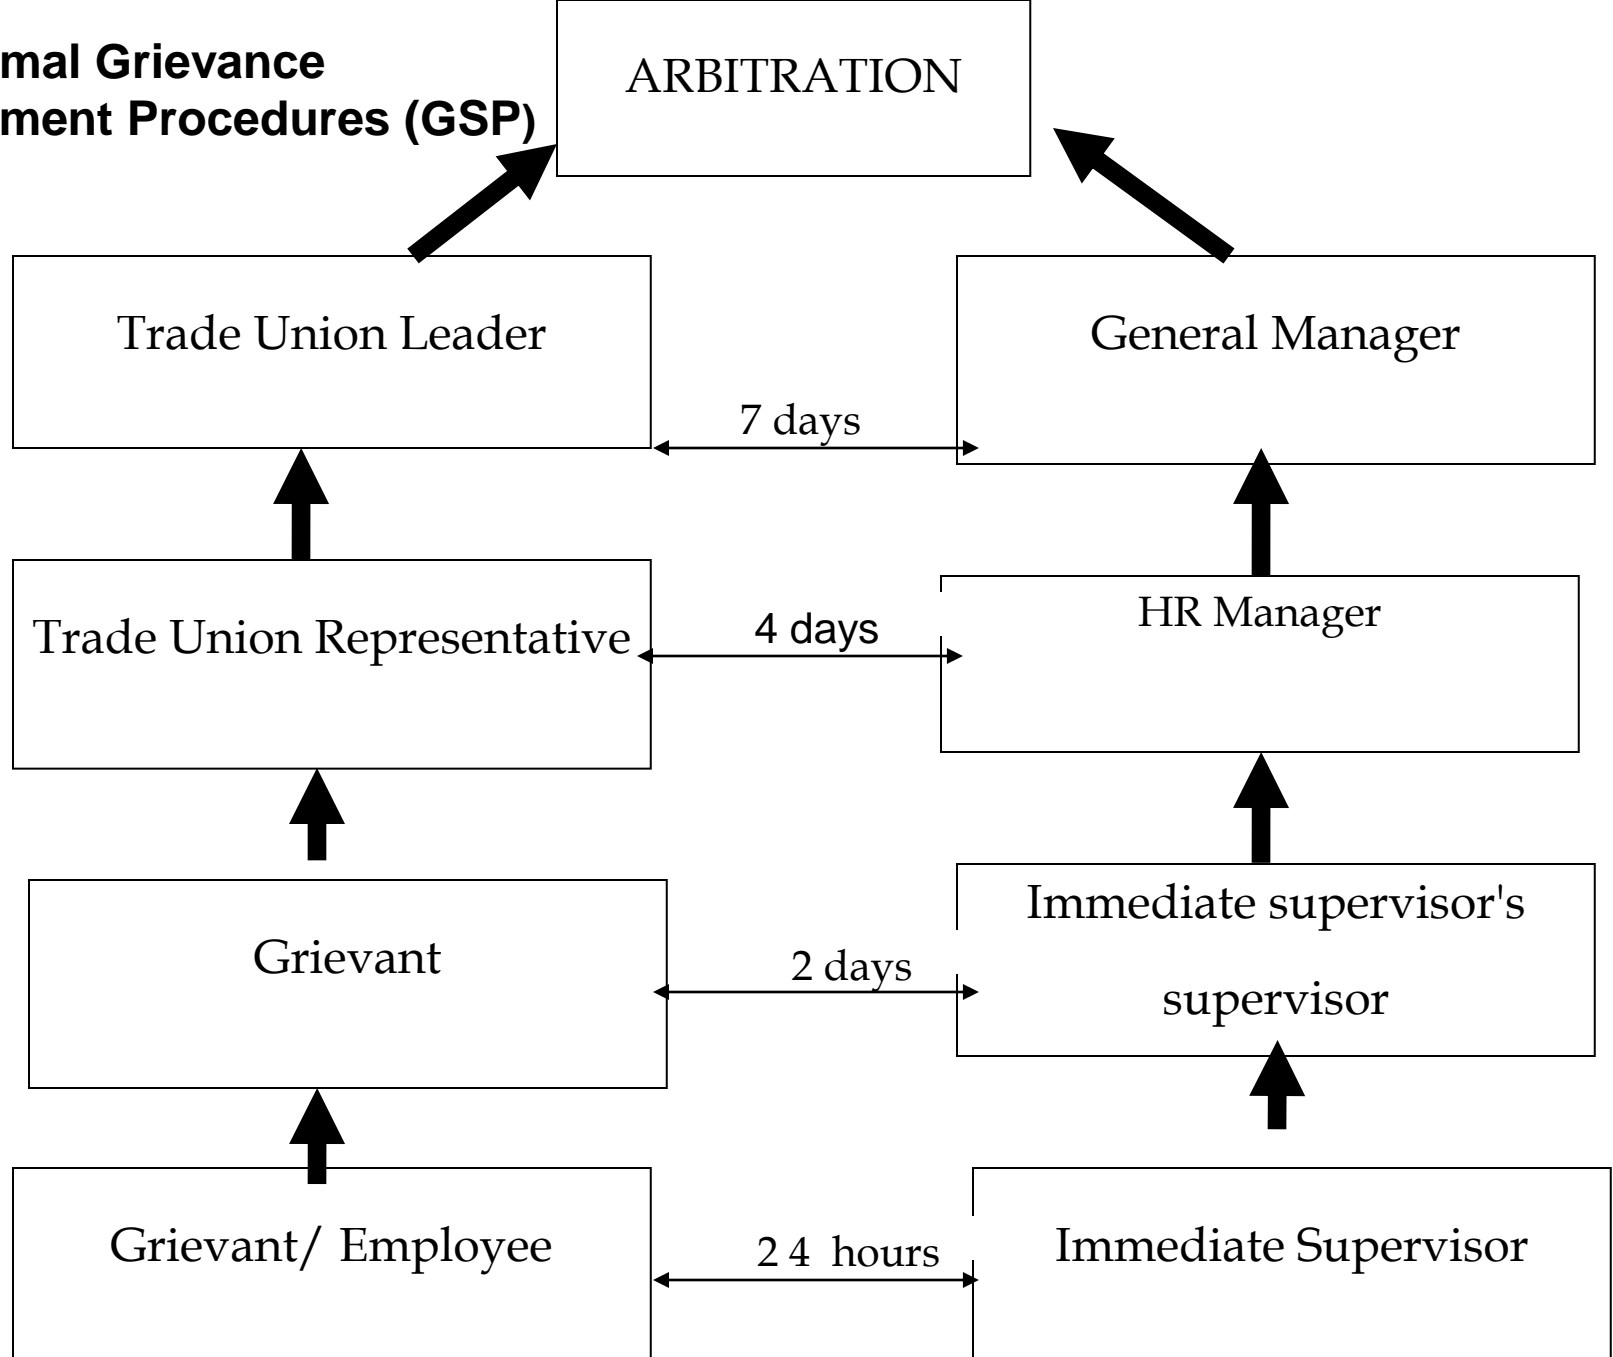 mal Grievance
ment Procedures (GSP)
ARBITRATION
Trade Union Leader
General Manager
7 days
Trade Union Representative
4 days
HR Manager
Grievant
2 days
Immediate supervisor's
supervisor
Grievant/ Employee
2 4 hours
Immediate Supervisor